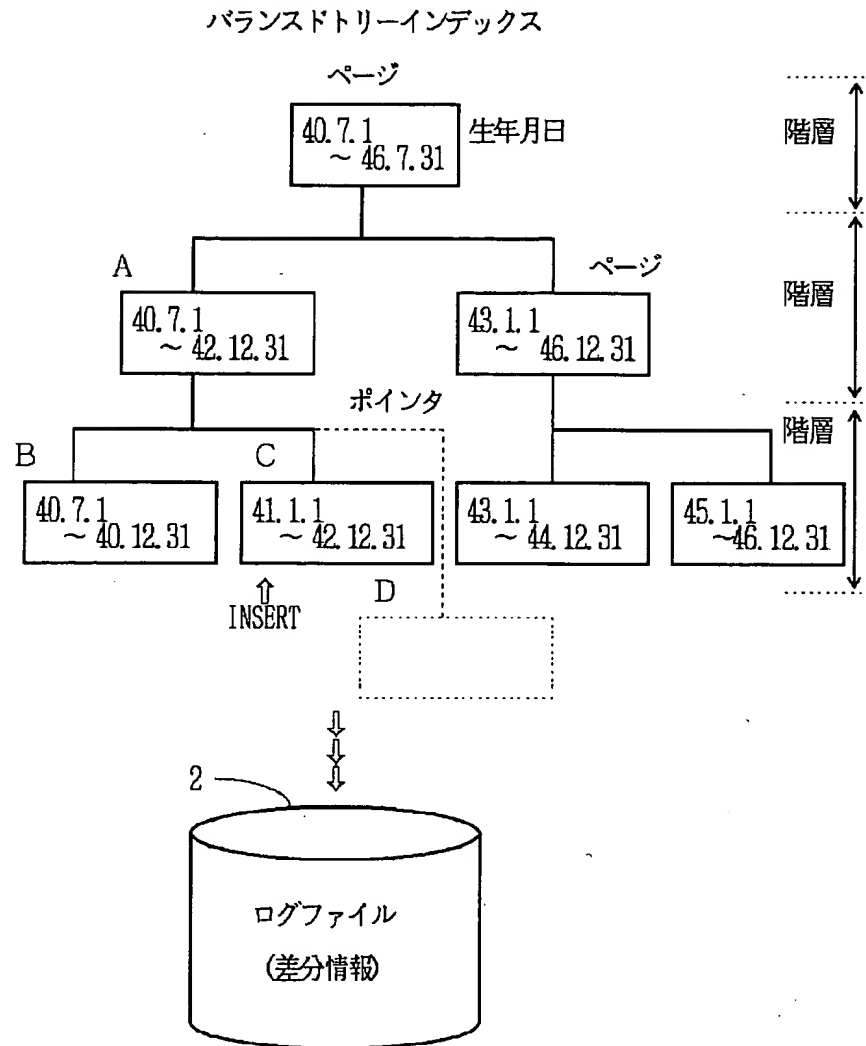 バランスドトリーインデックス
ページ
40.7.1
～46.7.31
生年月日
階層
A
ページ
40.7.1
～42.12.31
43.1.1
～46.12.31
階層
ポインタ
階層
B
C
40.7.1
～40.12.31
41.1.1
～42.12.31
43.1.1
～44.12.31
45.1.1
～46.12.31
INSERT
D
2
ログファイル
(差分情報)